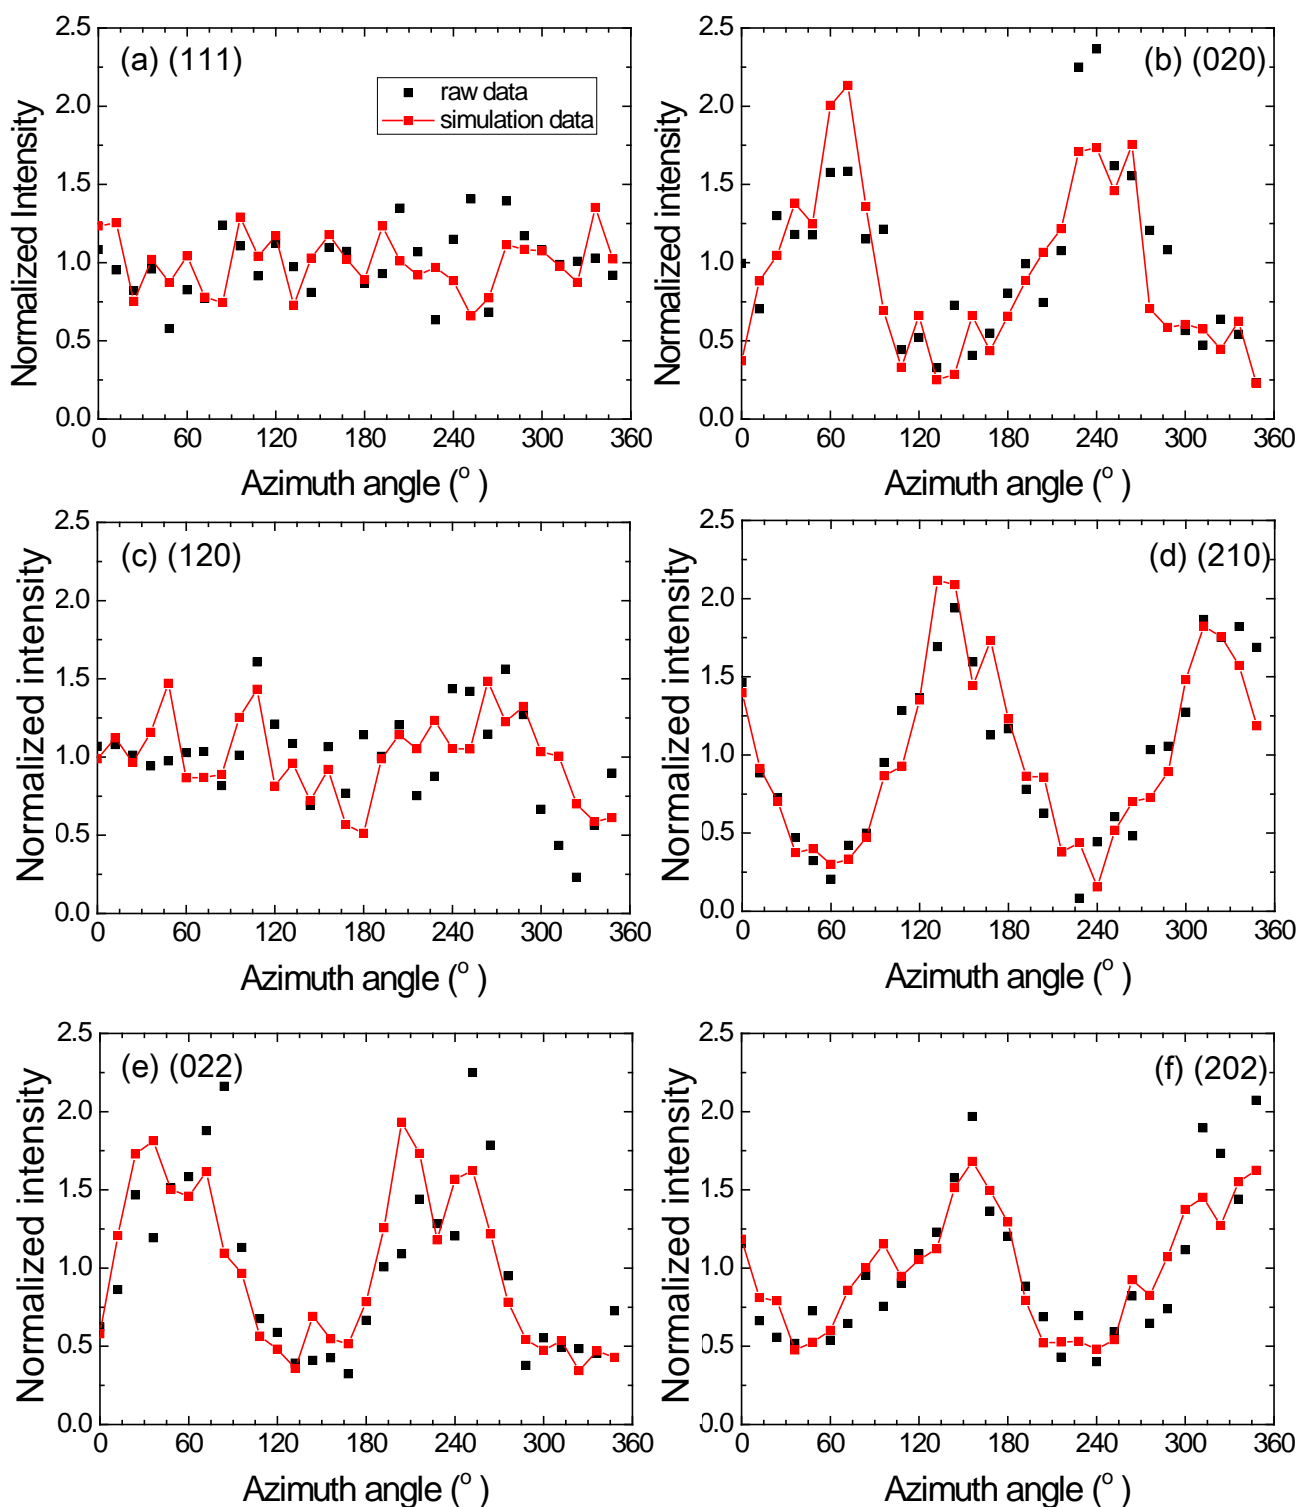 (a) (111)
raw data
simulation data
Normalized Intensity
2.5
2.0
1.5
1.0
0.5
0.0
0 60 120 180 240 300 360
Azimuth angle (o )
(b) (020)
Normalized intensity
2.5
2.0
1.5
1.0
0.5
0.0
0 60 120 180 240 300 360
Azimuth angle (o )
(c) (120)
Normalized intensity
2.5
2.0
1.5
1.0
0.5
0.0
0 60 120 180 240 300 360
Azimuth angle (o )
(d) (210)
Normalized intensity
2.5
2.0
1.5
1.0
0.5
0.0
0 60 120 180 240 300 360
Azimuth angle (o )
(e) (022)
Normalized intensity
2.5
2.0
1.5
1.0
0.5
0.0
0 60 120 180 240 300 360
Azimuth angle (o )
(f) (202)
Normalized intensity
2.5
2.0
1.5
1.0
0.5
0.0
0 60 120 180 240 300 360
Azimuth angle (o )